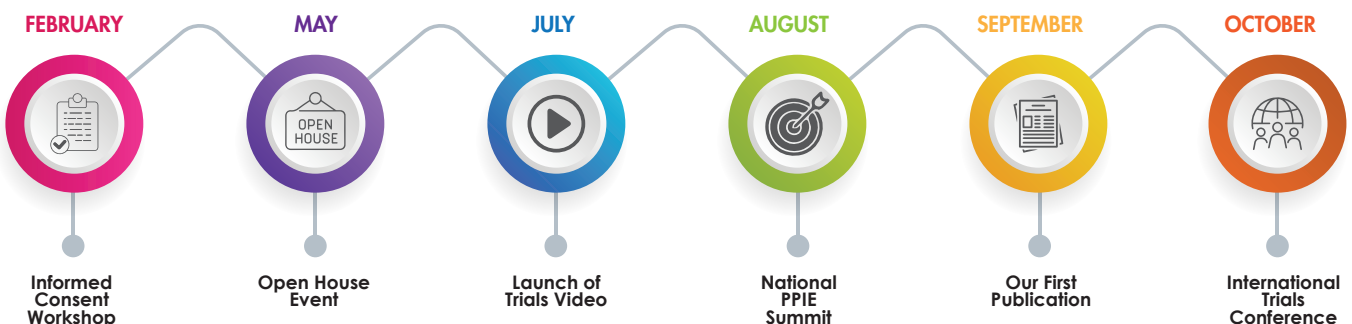 FEBRUARY
MAY
JULY
AUGUST
SEPTEMBER
OCTOBER
OPEN
HOUSE
Informed
Consent
Workshop
Open House
Event
Launch of
Trials Video
National
PPIE
Summit
Our First
Publication
International
Trials
Conference